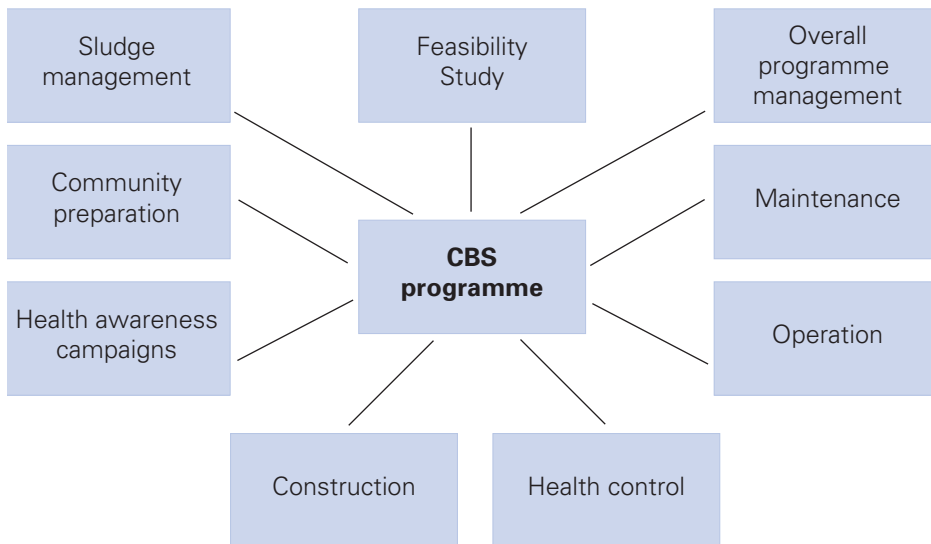 Sludge
management
Feasibility
Study
Overall
programme
management
Community
preparation
CBS
programme
Maintenance
Health awareness
campaigns
Operation
Construction
Health control